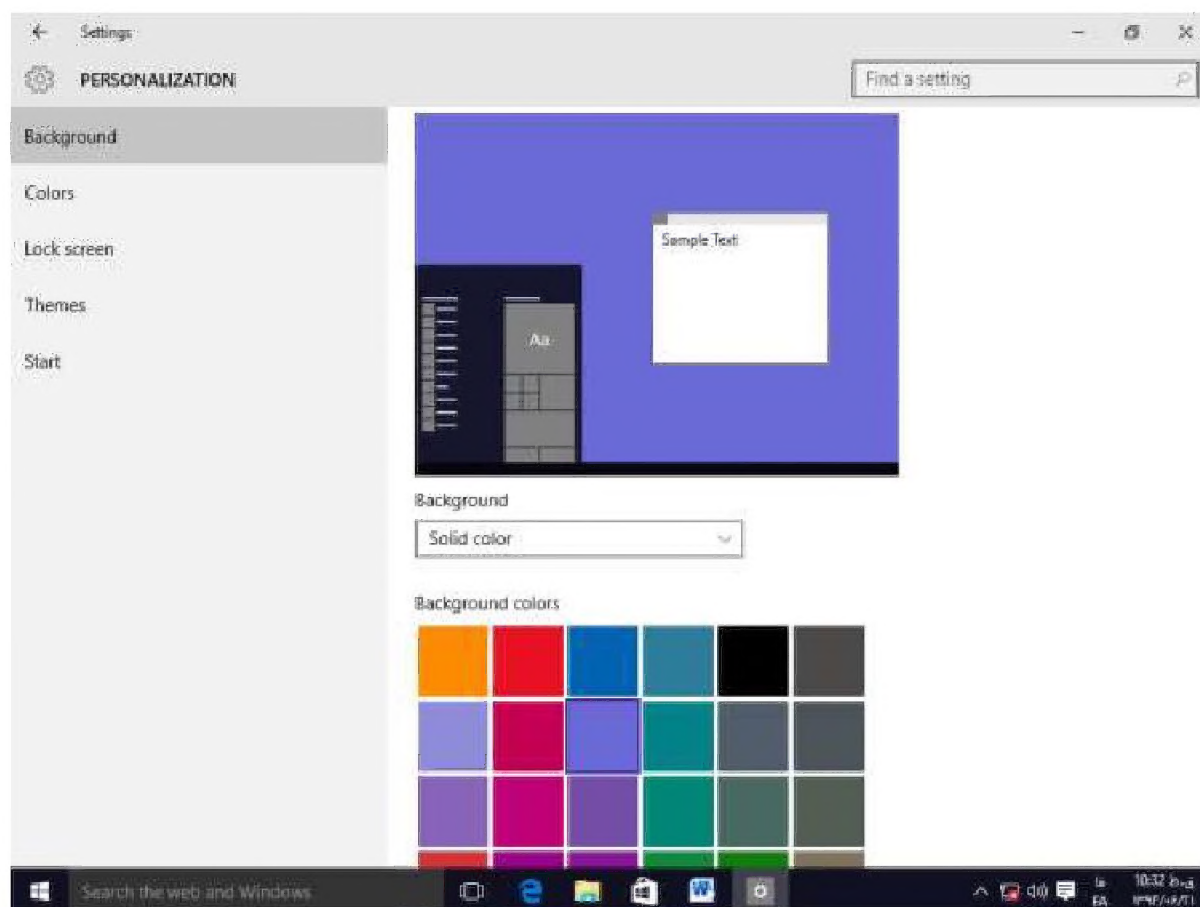 Settings
PERSONALIZATION
Find a setting
Background
Colors
Lock screen
Themes
Start
Sample Text
Aa
Background
Solid color
Background colors
Search the web and Windows
10:32
FA